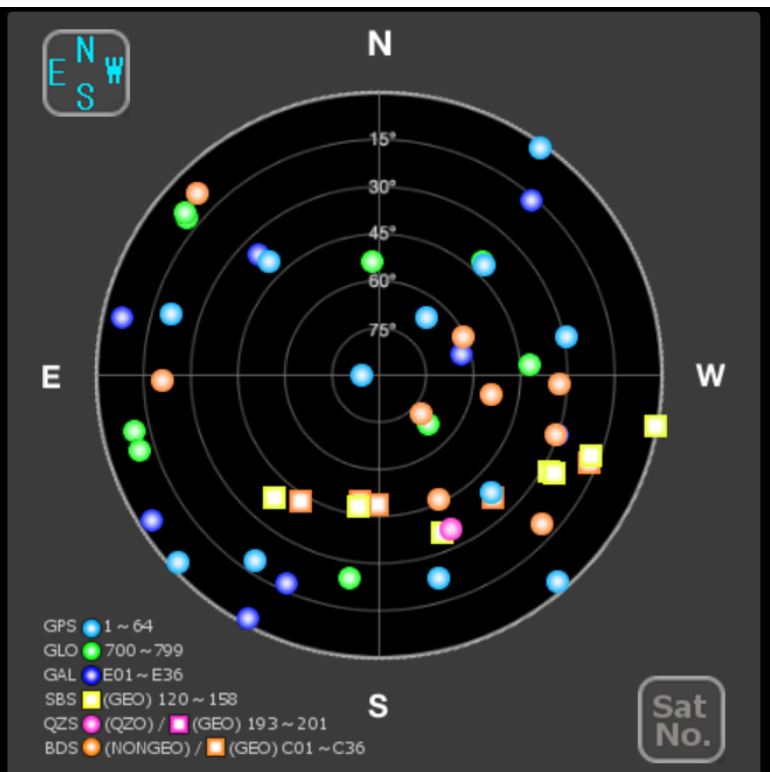 N
N
E W
S
15°
30°
45°
60°
75°
E
W
S
GPS 1 ~ 64
GLO 700 ~ 799
GAL E01 ~ E36
SBS (GEO) 120 ~ 158
QZS (QZO) / (GEO) 193 ~ 201
BDS (NONGEO) / (GEO) C01 ~ C36
Sat
No.